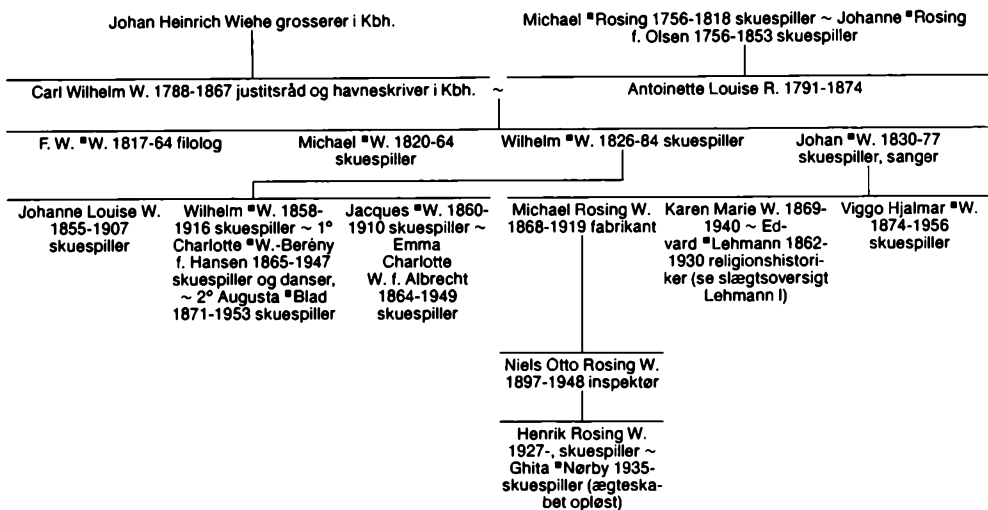 Johan Heinrich Wiehe grosserer i Kbh.
Michael ■Rosing 1756-1818 skuespiller ~ Johanne ■Rosing
f. Olsen 1756-1853 skuespiller
Carl Wilhelm W. 1788-1867 justitsråd og havneskriver i Kbh. ~
Antoinette Louise R. 1791-1874
F. W. ■W. 1817-64 filolog
Michael ■W. 1820-64
skuespiller
Wilhelm ■W. 1826-84 skuespiller
Johan ■W. 1830-77
skuespiller, sanger
Johanne Louise W.
1855-1907
skuespiller
Wilhelm ■W. 1858-
1916 skuespiller ~ 1°
Charlotte ■W.-Berény
f. Hansen 1865-1947
skuespiller og danser,
~ 2° Augusta ■Blad
1871-1953 skuespiller
Jacques ■W. 1860-
1910 skuespiller ~
Emma
Charlotte
W. f. Albrecht
1864-1949
skuespiller
Michael Rosing W.
1868-1919 fabrikant
Karen Marie W. 1869-
1940 ~ Ed-
vard ■Lehmann 1862-
1930 religionshistori-
ker (se slægtsoversigt
Lehmann I)
Viggo Hjalmar ■W.
1874-1956
skuespiller
Niels Otto Rosing W.
1897-1948 inspektør
Henrik Rosing W.
1927-, skuespiller ~
Ghita ■Nørby 1935-
skuespiller (ægteska-
bet opløst)